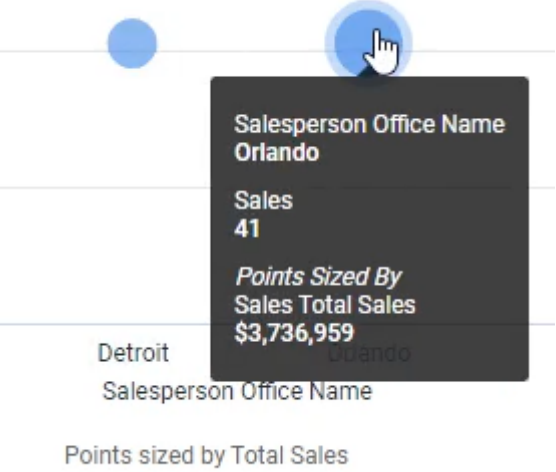 Salesperson Office Name
Orlando
Sales
41
Points Sized By
Sales Total Sales
$3,736,959
Detroit
Orlando
Salesperson Office Name
Points sized by Total Sales